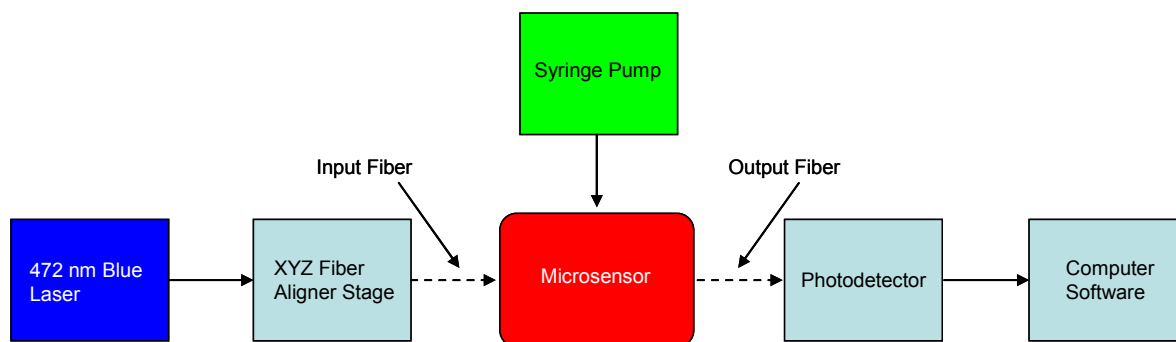 Syringe Pump
Input Fiber
Output Fiber
472 nm Blue
Laser
XYZ Fiber
Aligner Stage
Microsensor
Photodetector
Computer
Software